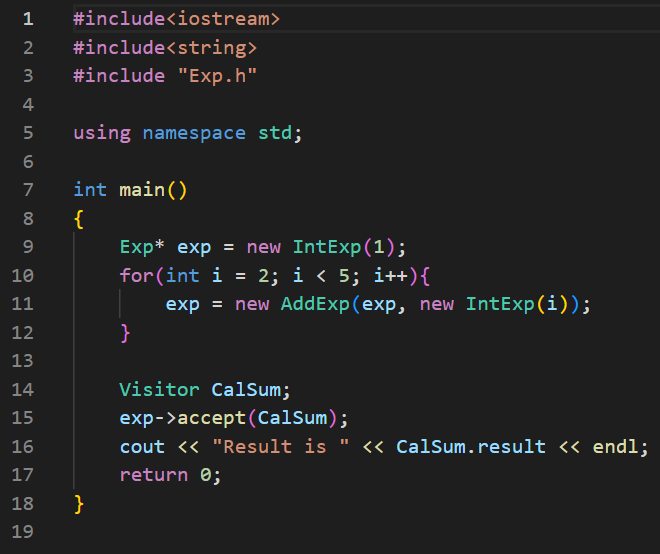 1 #include<iostream>
2 #include<string>
3 #include "Exp.h"
4
5 using namespace std;
6
7 int main()
8 {
9     Exp* exp = new IntExp(1);
10     for(int i = 2; i < 5; i++){
11         exp = new AddExp(exp, new IntExp(i));
12     }
13
14     Visitor CalSum;
15     exp->accept(CalSum);
16     cout << "Result is " << CalSum.result << endl;
17     return 0;
18 }
19